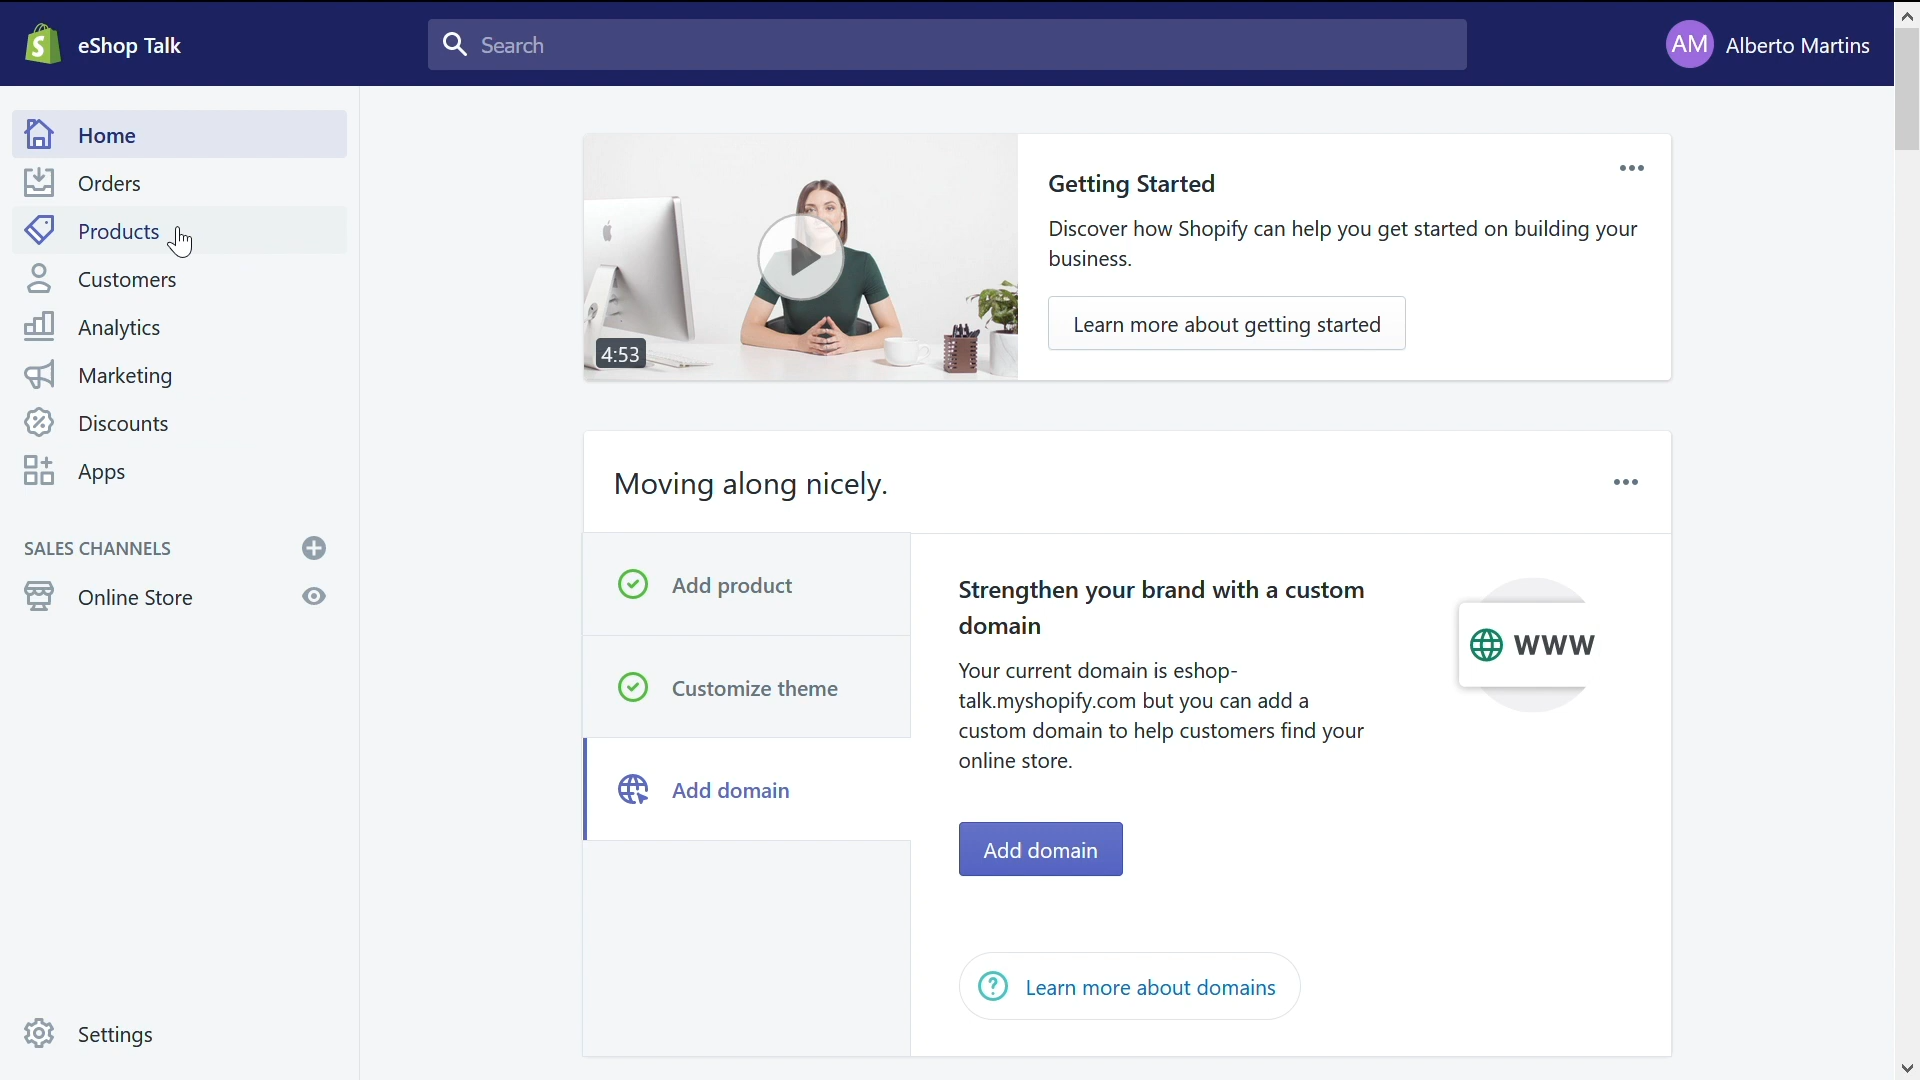 eShop Talk
Search
AM
Alberto Martins
Home
Orders
Products
Customers
Analytics
Marketing
Discounts
Apps
SALES CHANNELS
Online Store
Settings
4:53
Getting Started
Discover how Shopify can help you get started on building your
business.
Learn more about getting started
Moving along nicely.
Add product
Customize theme
Add domain
Strengthen your brand with a custom
domain
Your current domain is eshop-
talk.myshopify.com but you can add a
custom domain to help customers find your
online store.
Add domain
www
Learn more about domains